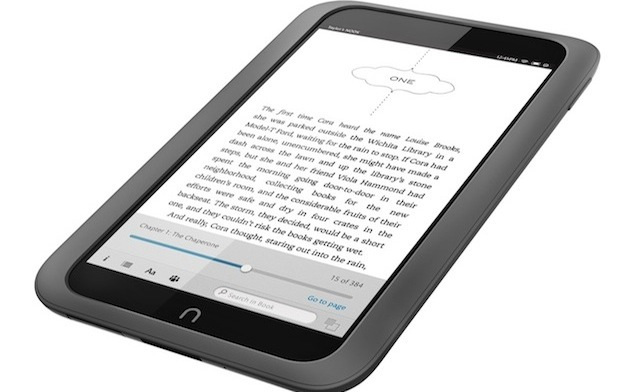 12:45PM
ONE
The first time Cora heard the name Louise Brooks,
she was parked outside the Wichita Library in a
Model-T Ford, waiting for the rain to stop. If Cora had
been alone, unencumbered, she might have made a
dash across the lawn and up the library's stone
steps, but she and her friend Viola Hammond had
spent the morning going door-to-door in their
neighborhood, collecting books for the new
children's room, and the considerable fruits of their
efforts were safe and dry in four crates in the
backseat. The storm, they decided, would be a short
one, and they couldn't risk the books getting wet.
And really, Cora thought, staring out into the rain,
Chapter 1: The Chaperone
15 of 384
i
Aa
Search in Book
Go to page